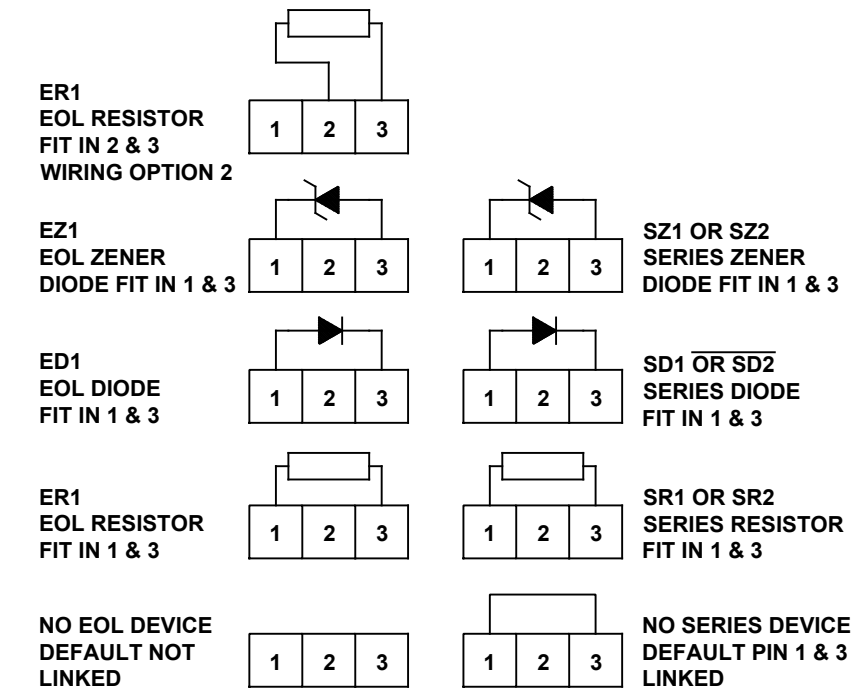 ER1
EOL RESISTOR
FIT IN 2 & 3
WIRING OPTION 2
1 2 3
EZ1
EOL ZENER
DIODE FIT IN 1 & 3
1 2 3
1 2 3
SZ1 OR SZ2
SERIES ZENER
DIODE FIT IN 1 & 3
ED1
EOL DIODE
FIT IN 1 & 3
1 2 3
1 2 3
SD1 OR SD2
SERIES DIODE
FIT IN 1 & 3
ER1
EOL RESISTOR
FIT IN 1 & 3
1 2 3
1 2 3
SR1 OR SR2
SERIES RESISTOR
FIT IN 1 & 3
NO EOL DEVICE
DEFAULT NOT
LINKED
1 2 3
1 2 3
NO SERIES DEVICE
DEFAULT PIN 1 & 3
LINKED